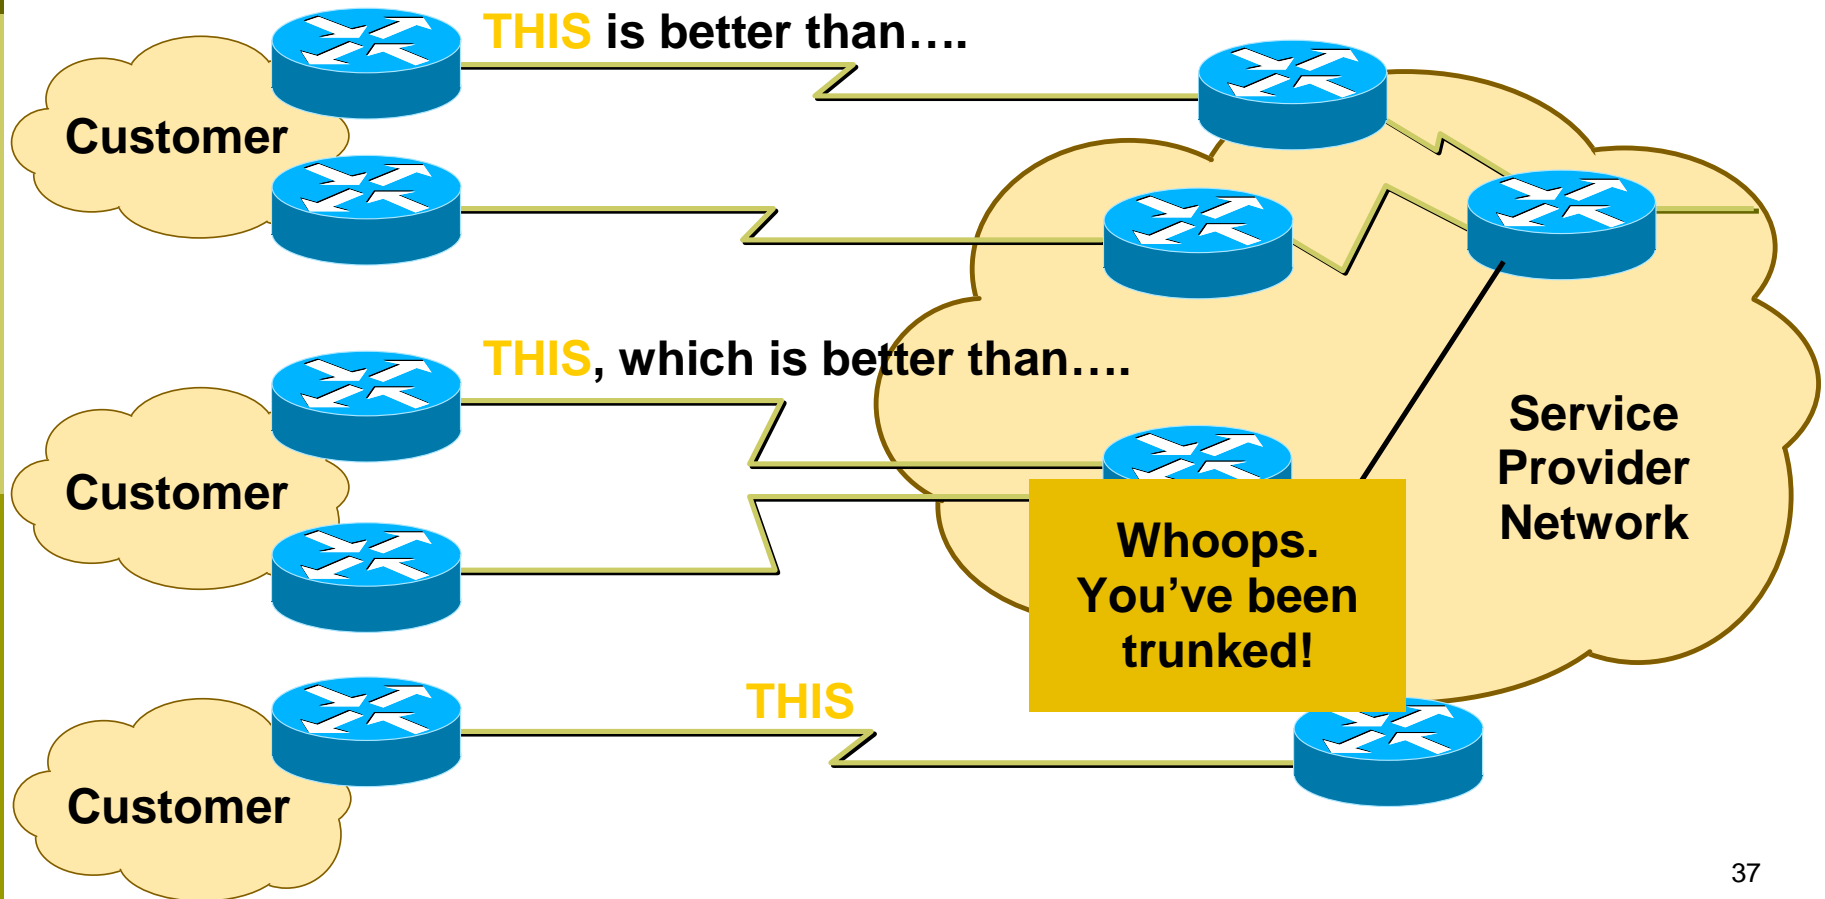 THIS is better than….
Customer
THIS, which is better than….
Service
Provider
Network
Customer
Whoops.
You’ve been
trunked!
THIS
Customer
37